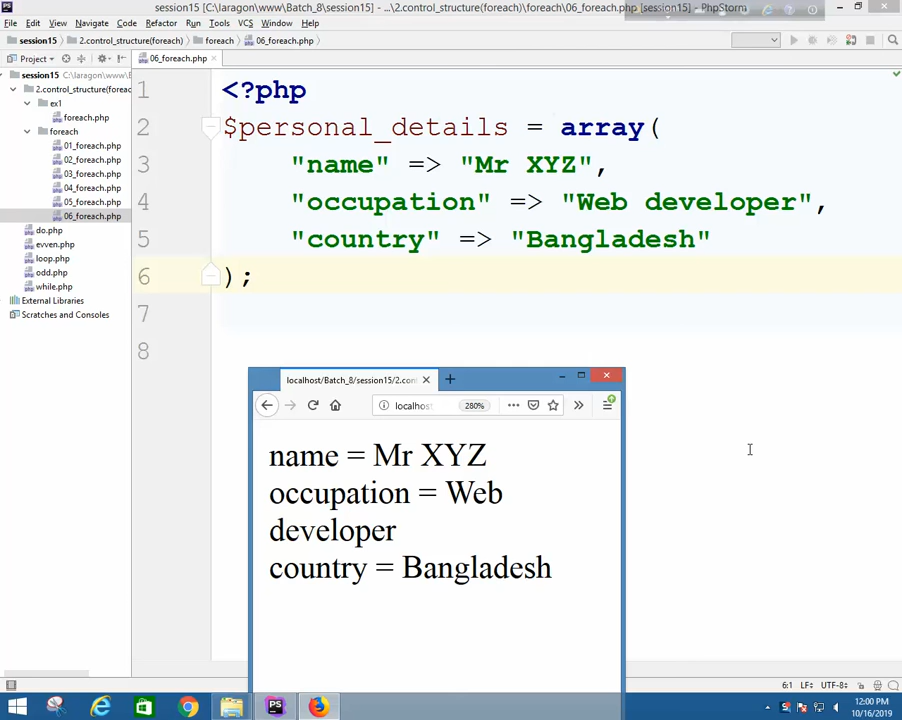 session15 [C:\laragon\www\Batch_8\session15] - ...\2.control_structure(foreach)\foreach\06_foreach.php [session15] - PhpStorm
File Edit View Navigate Code Refactor Run Tools VCS Window Help
session15 2.control_structure(foreach) foreach 06_foreach.php
Project
06_foreach.php
session15 C:\laragon\www\B
2.control_structure(foreac
ex1
foreach.php
foreach
01_foreach.php
02_foreach.php
03_foreach.php
04_foreach.php
05_foreach.php
06_foreach.php
do.php
evven.php
loop.php
odd.php
while.php
External Libraries
Scratches and Consoles
1 <?php
2 $personal_details = array(
3 "name" => "Mr XYZ",
4 "occupation" => "Web developer",
5 "country" => "Bangladesh"
6 );
7
8
localhost/Batch_8/session15/2.cont
localhost 280%
name = Mr XYZ
occupation = Web
developer
country = Bangladesh
6:1 LF÷ UTF-8÷
12:00 PM
10/16/2019